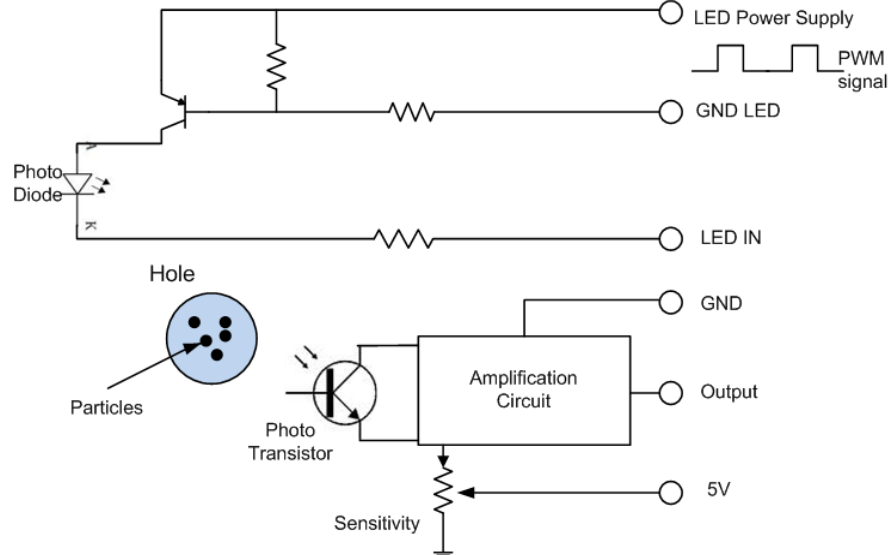 LED Power Supply
PWM
signal
GND LED
A
Photo
Diode
K
LED IN
Hole
GND
Particles
Photo
Transistor
Amplification
Circuit
Output
5V
Sensitivity